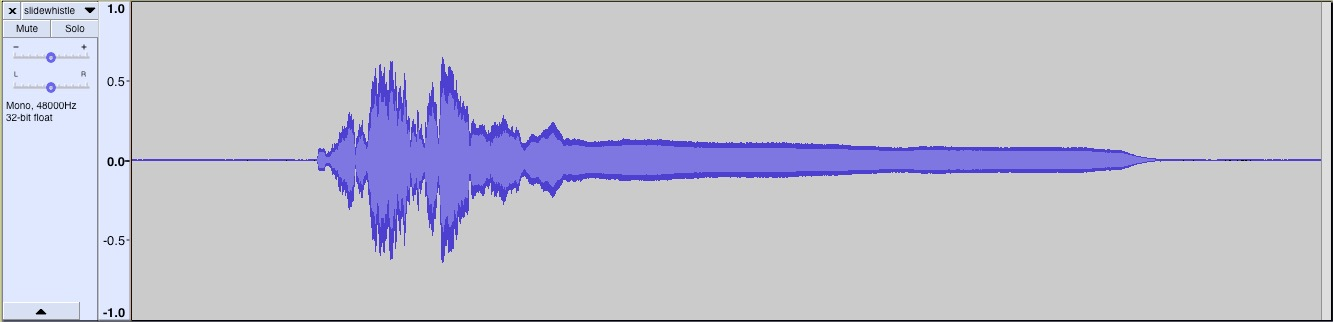 x slidewhistle
Mute Solo
- +
L R
Mono, 48000Hz
32-bit float
1.0
0.5-
0.0-
-0.5-
-1.0